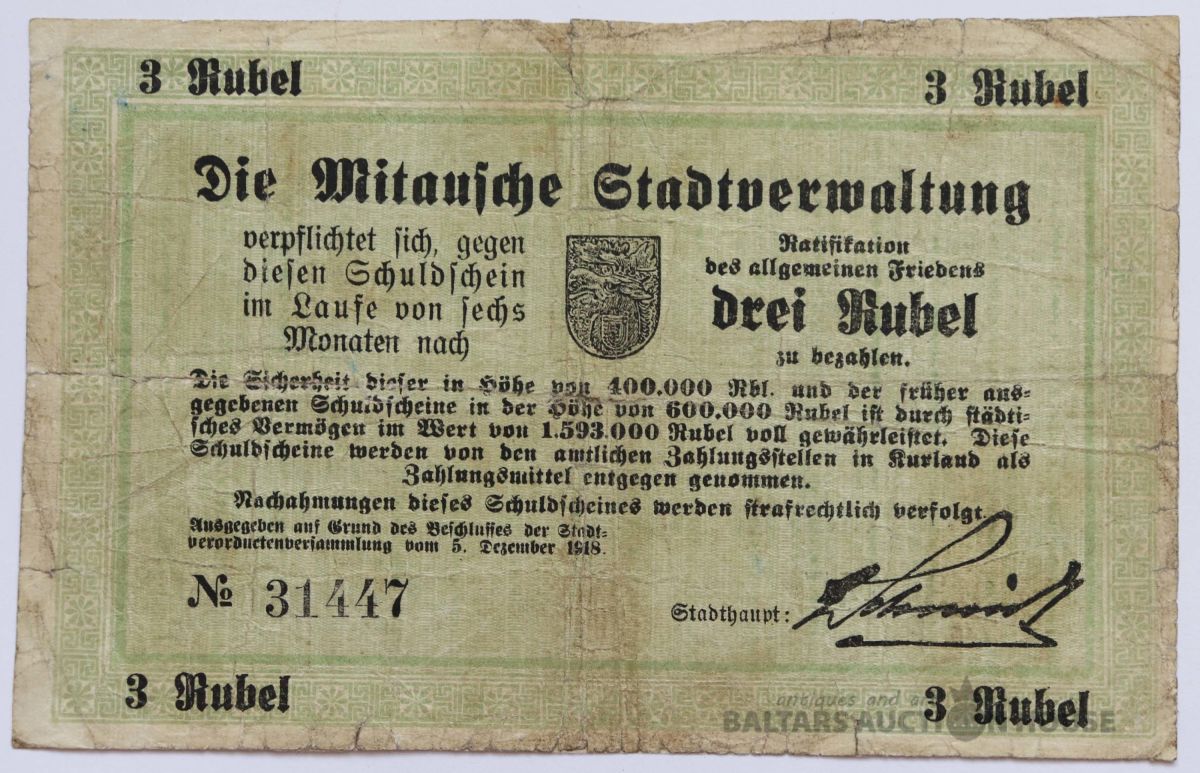 3 Rubel
3 Rubel
Die Mitausche Stadtverwaltung
verpflichtet sich, gegen
diesen Schuldschein
im Laufe von sechs
Monaten nach
Ratifikation
des allgemeinen Friedens
drei Rubel
zu bezahlen.
Die Sicherheit dieser in Höhe von 400.000 Rbl. und der früher aus-
gegebenen Schuldscheine in der Höhe von 600.000 Rubel ist durch städti-
sches Vermögen im Wert von 1.593.000 Rubel voll gewährleistet. Diese
Schuldscheine werden von den amtlichen Zahlungsstellen in Kurland als
Zahlungsmittel entgegen genommen.
Nachahmungen dieses Schuldscheines werden strafrechtlich verfolgt.
Ausgegeben auf Grund des Beschlusses der Stadt-
verordnetenversammlung vom 5. Dezember 1918.
№ 31447
Stadthaupt:
3 Rubel
3 Rubel
antiques and
BALTARS AUCTION HOUSE